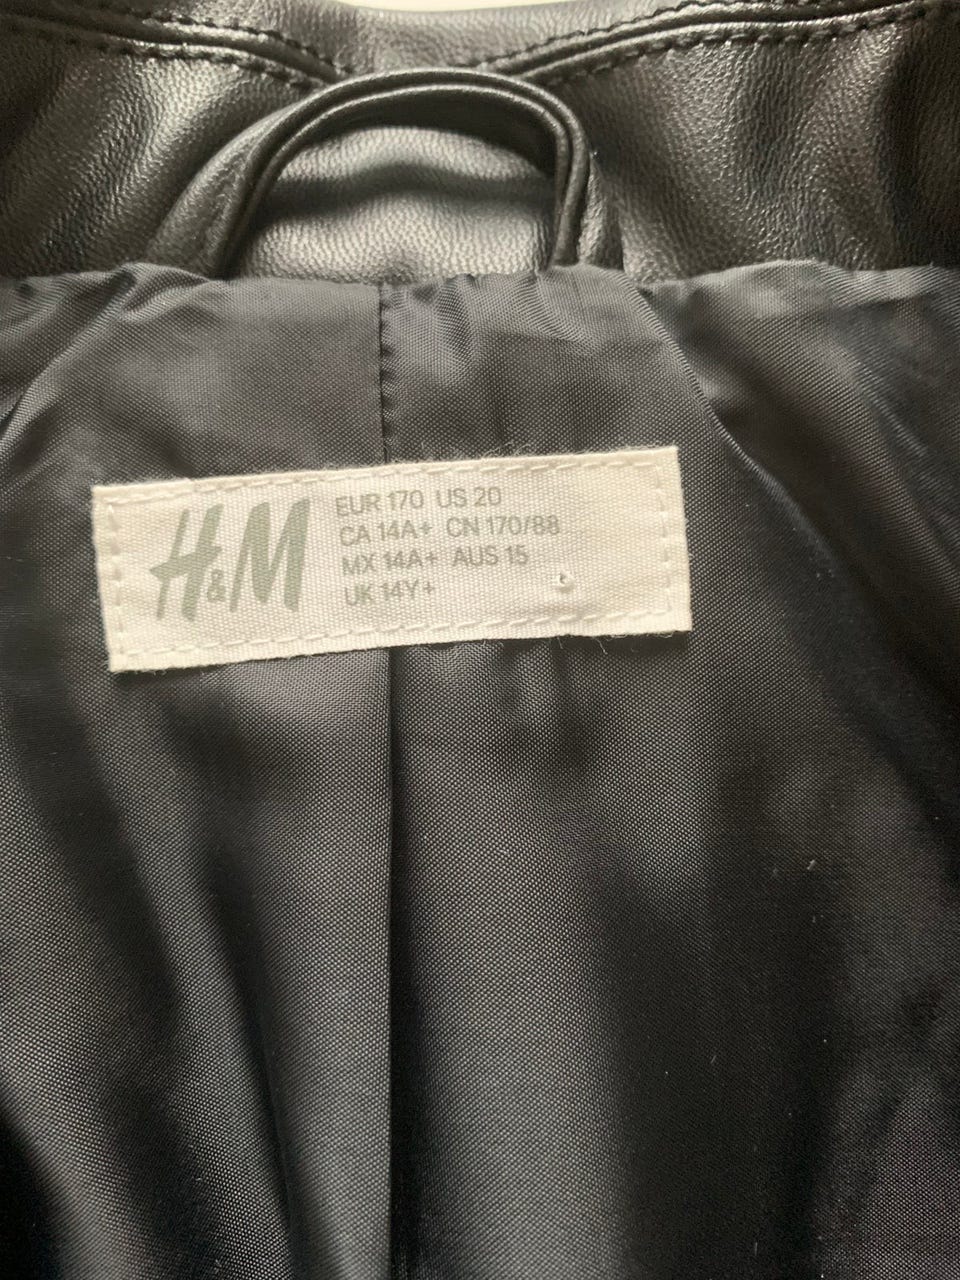 H&M
EUR 170 US 20
CA 14A+ CN 170/88
MX 14A+ AUS 15
UK 14Y+